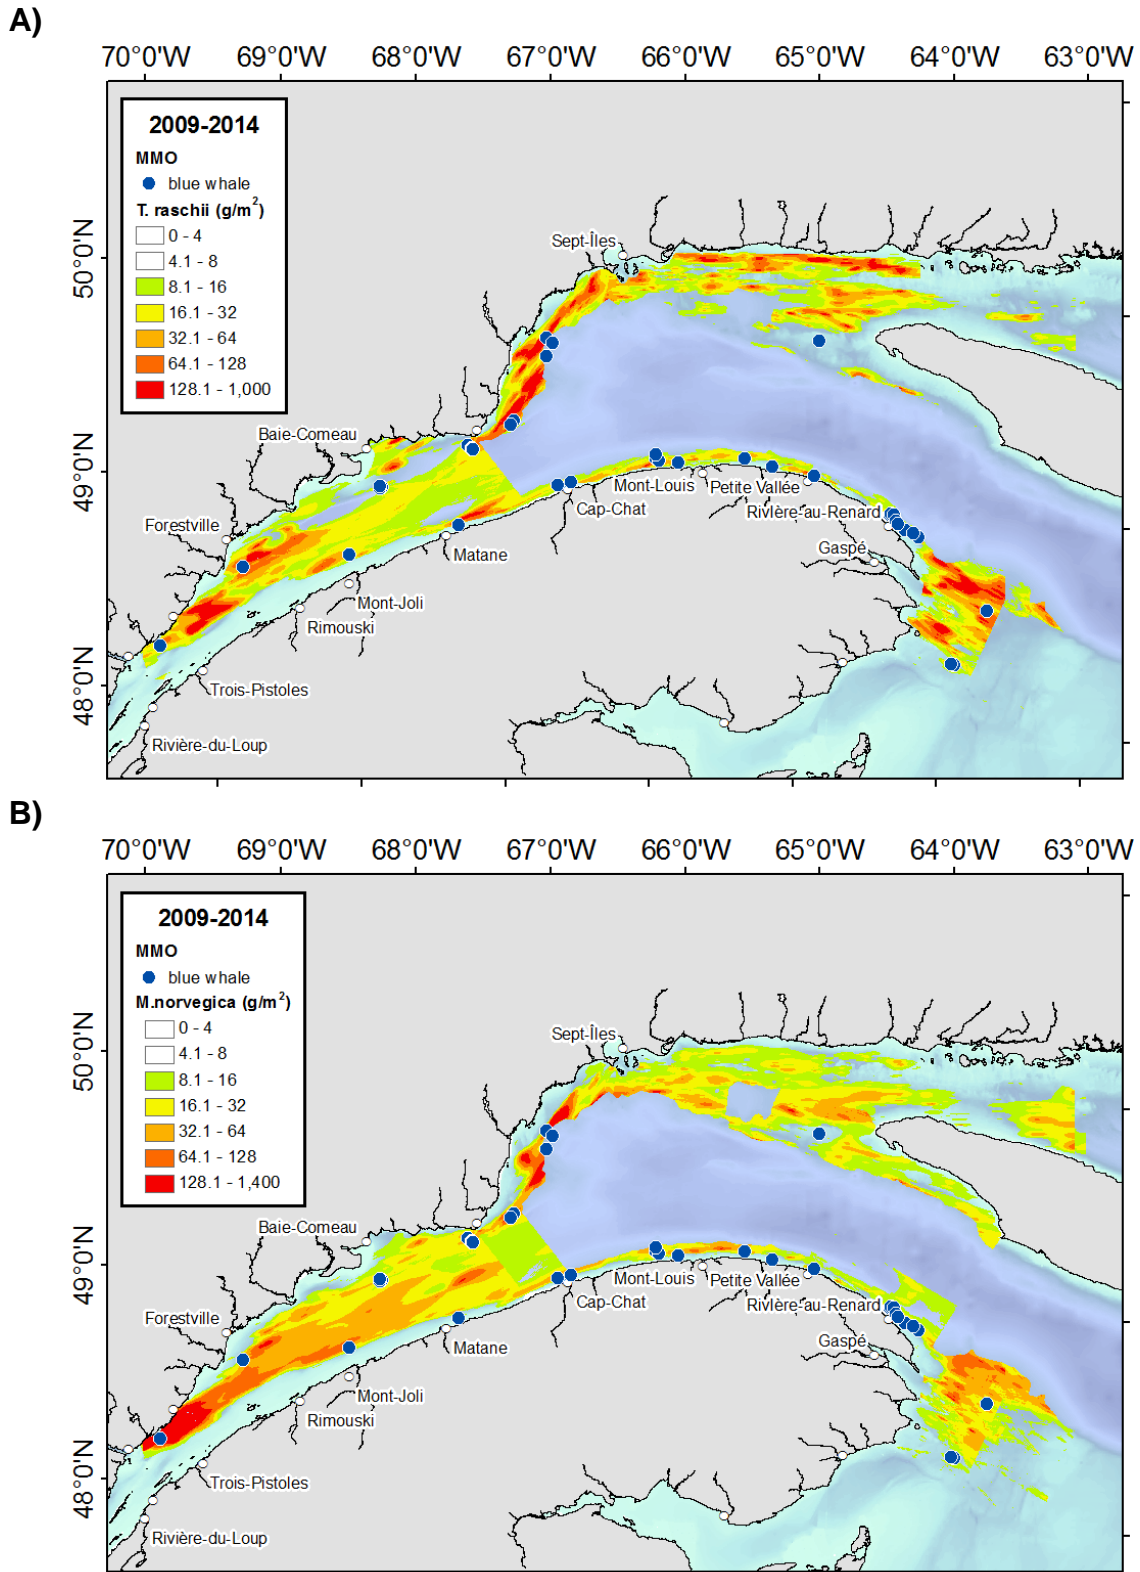 A)
70°0'W 69°0'W 68°0'W 67°0'W 66°0'W 65°0'W 64°0'W 63°0'W
2009-2014
MMO
blue whale
T. raschii (g/m²)
0 - 4
4.1 - 8
8.1 - 16
16.1 - 32
32.1 - 64
64.1 - 128
128.1 - 1,000
50°0'N
49°0'N
48°0'N
Sept-Îles
Baie-Comeau
Forestville
Mont-Louis
Petite Vallée
Cap-Chat
Rivière-au-Renard
Matane
Gaspé
Mont-Joli
Rimouski
Trois-Pistoles
Rivière-du-Loup
B)
70°0'W 69°0'W 68°0'W 67°0'W 66°0'W 65°0'W 64°0'W 63°0'W
2009-2014
MMO
blue whale
M.norvegica (g/m²)
0 - 4
4.1 - 8
8.1 - 16
16.1 - 32
32.1 - 64
64.1 - 128
128.1 - 1,400
50°0'N
49°0'N
48°0'N
Sept-Îles
Baie-Comeau
Forestville
Mont-Louis
Petite Vallée
Cap-Chat
Rivière-au-Renard
Matane
Gaspé
Mont-Joli
Rimouski
Trois-Pistoles
Rivière-du-Loup